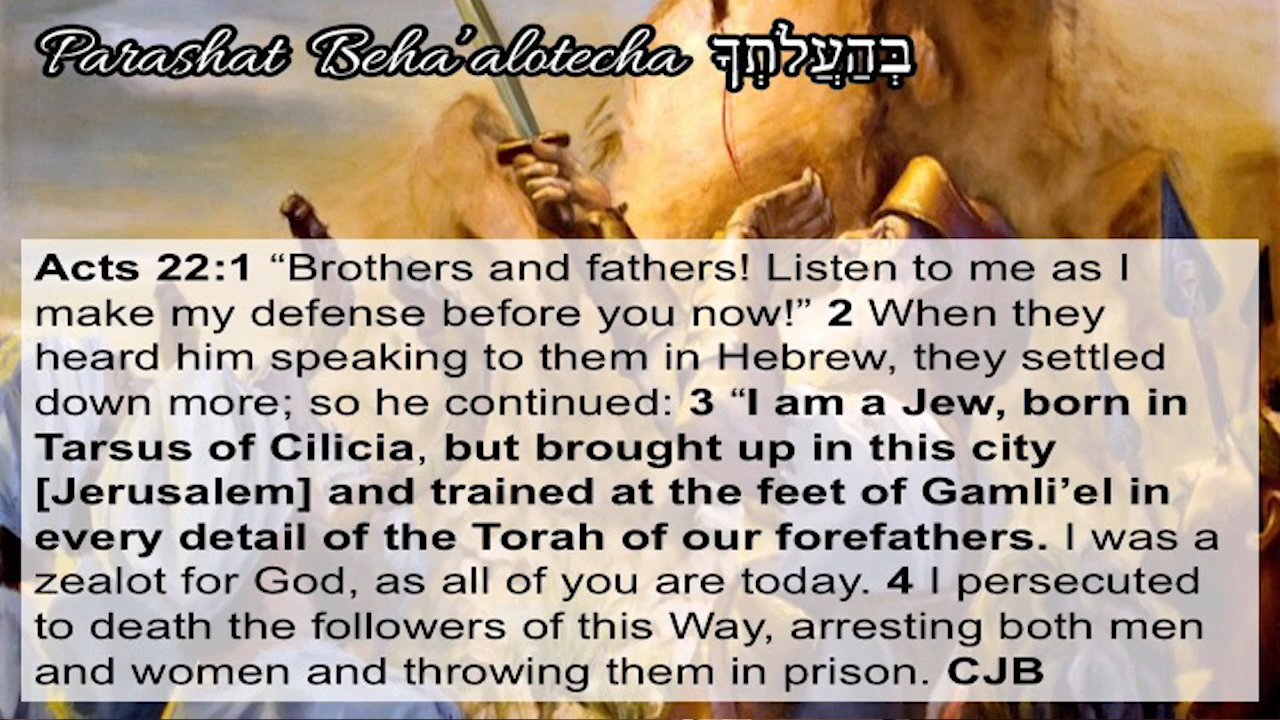 Parashat Beha’alotecha בְּהַעֲלֹתְךָ
Acts 22:1 “Brothers and fathers! Listen to me as I
make my defense before you now!” 2 When they
heard him speaking to them in Hebrew, they settled
down more; so he continued: 3 “I am a Jew, born in
Tarsus of Cilicia, but brought up in this city
[Jerusalem] and trained at the feet of Gamli’el in
every detail of the Torah of our forefathers. I was a
zealot for God, as all of you are today. 4 I persecuted
to death the followers of this Way, arresting both men
and women and throwing them in prison. CJB